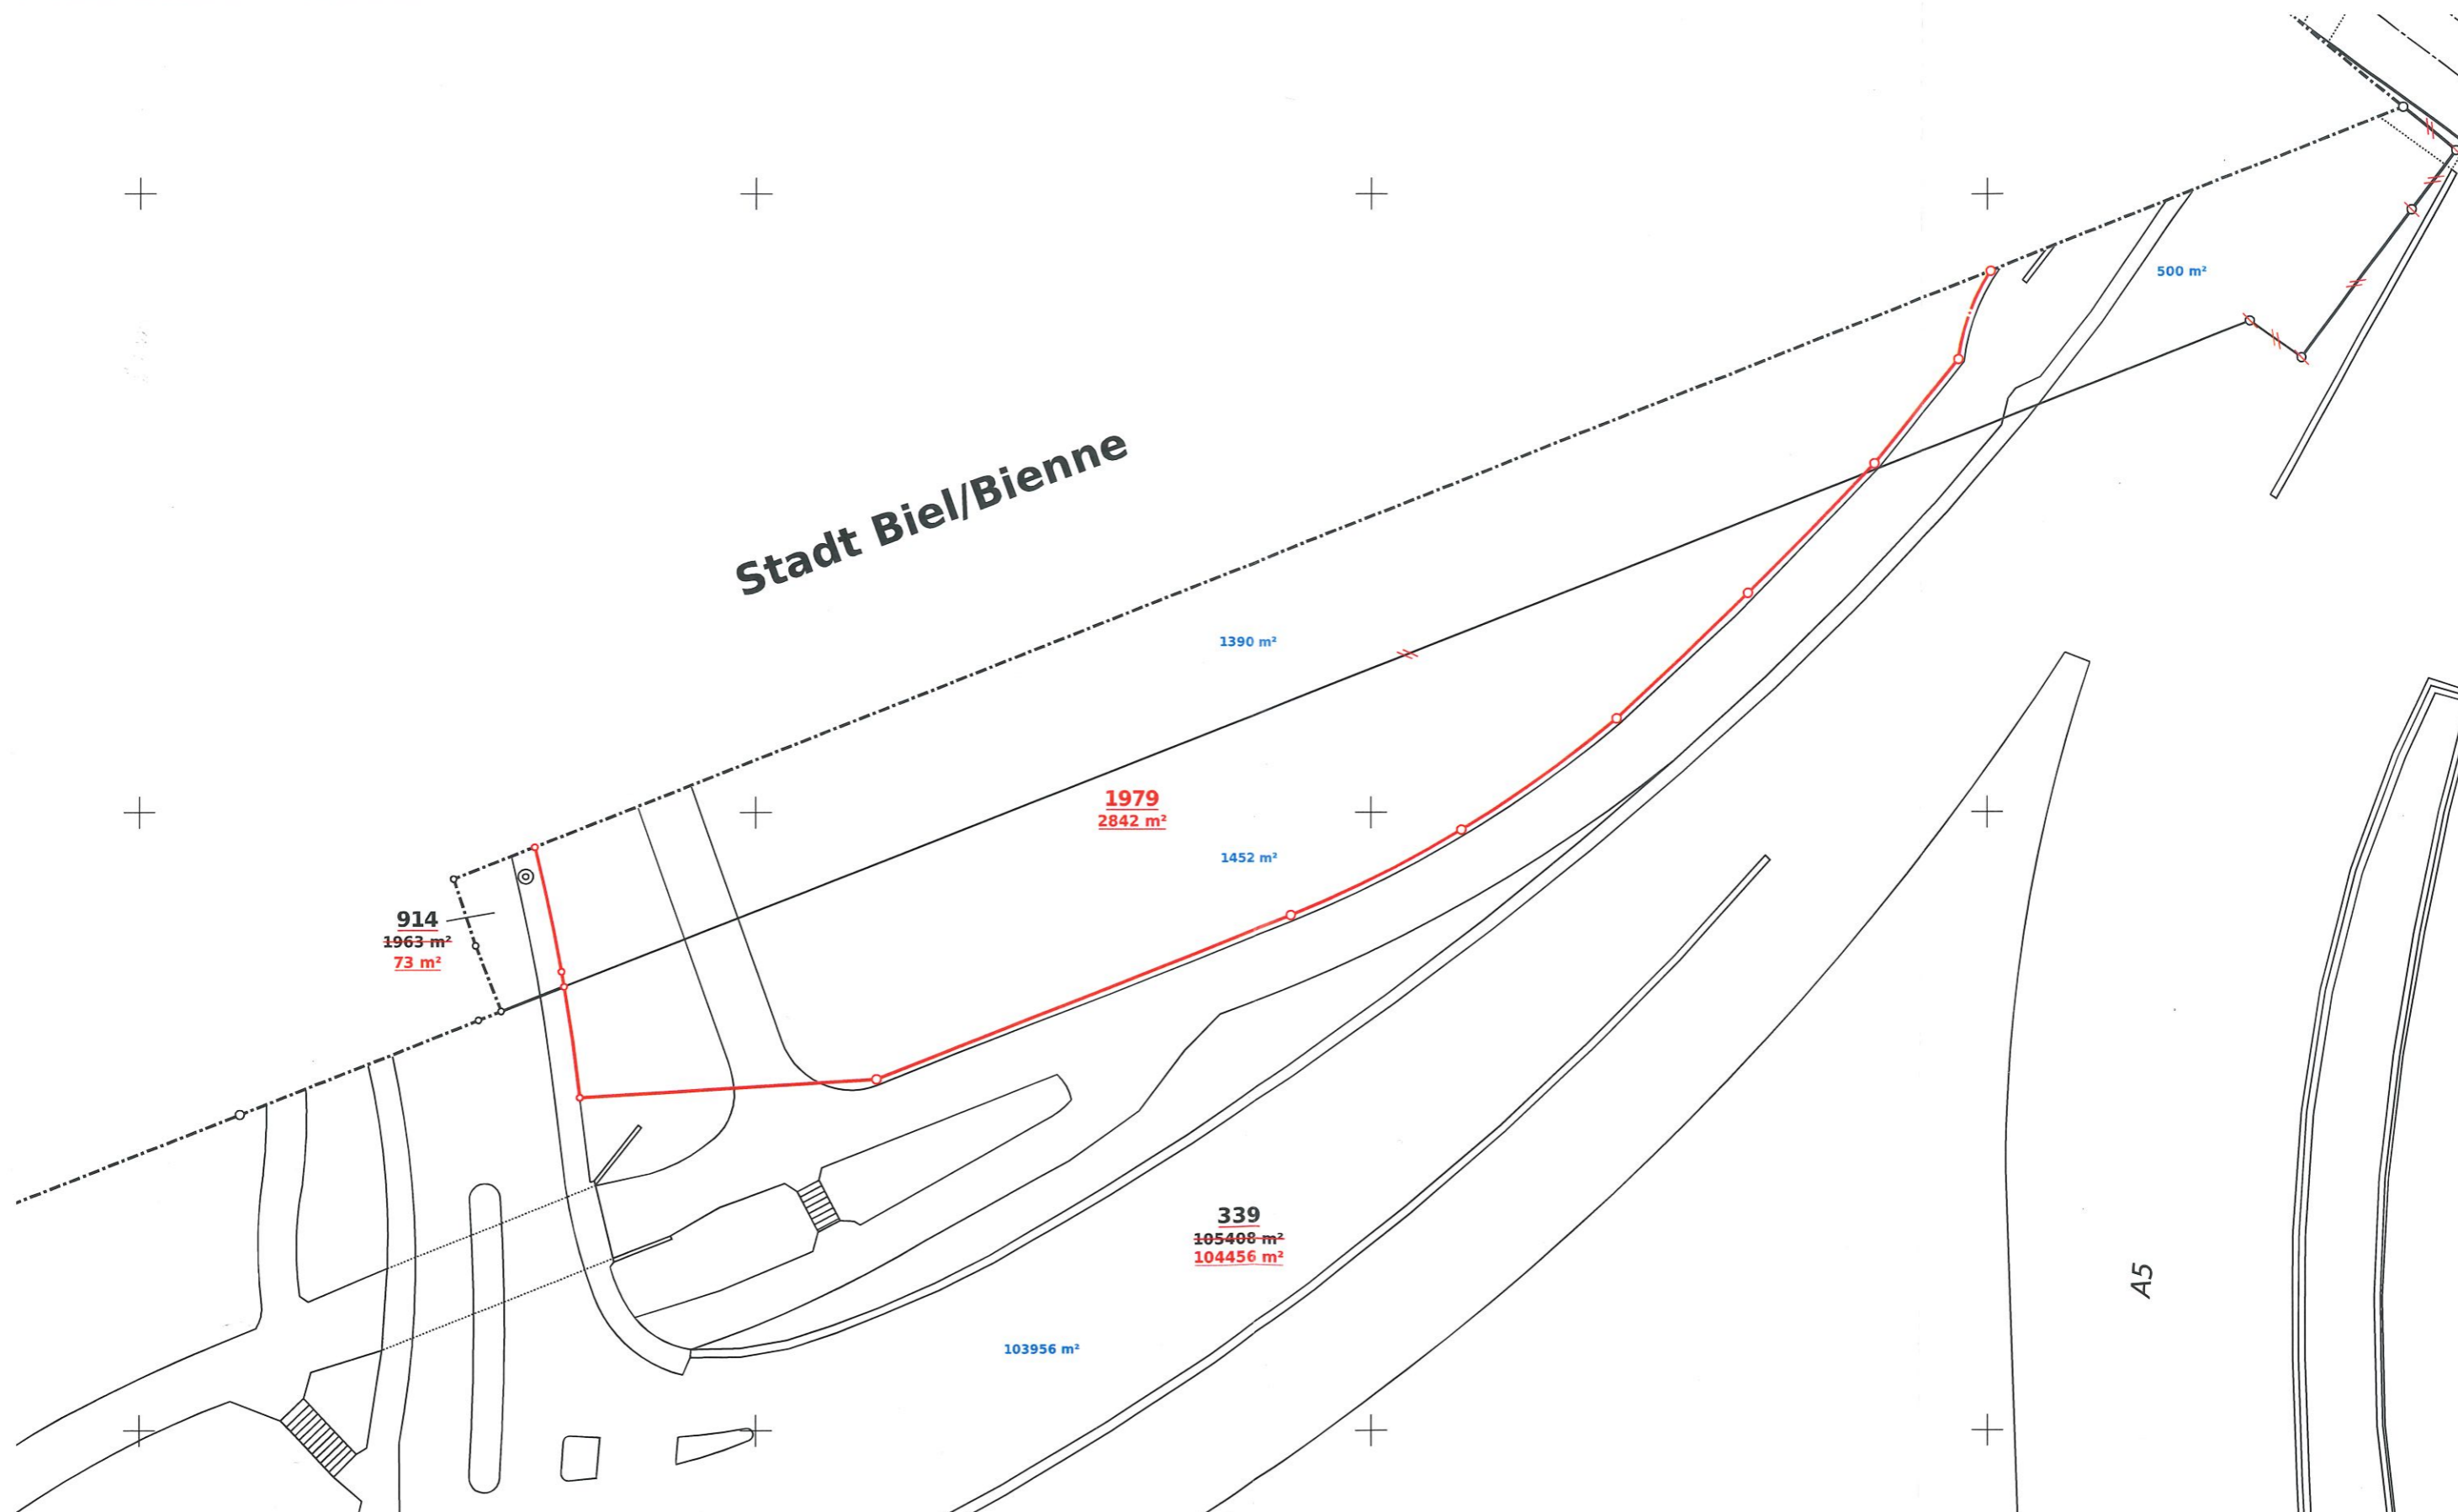 500 m²
Stadt Biel/Bienne
1390 m²
1979
2842 m²
1452 m²
914
1963 m²
73 m²
339
105408 m²
104456 m²
A5
103956 m²